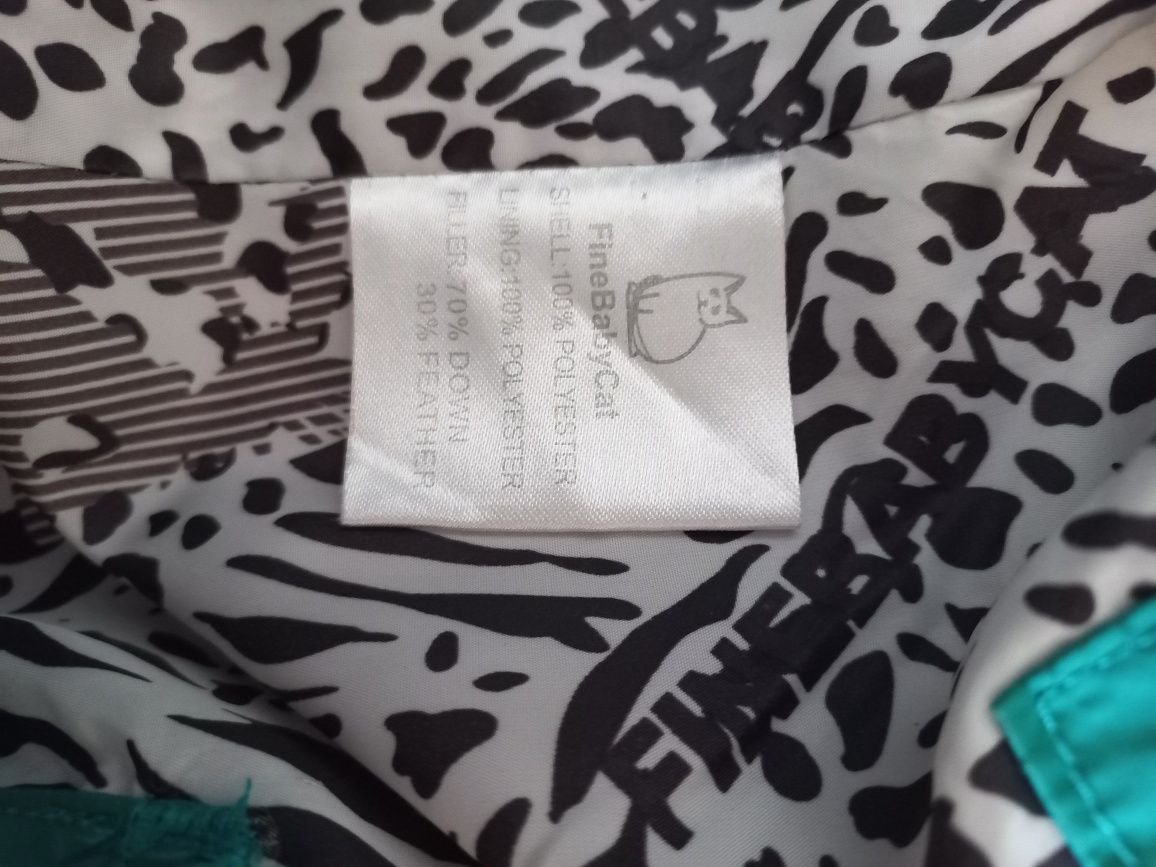 FineBabyCat
SHELL:100% POLYESTER
LINING:100% POLYESTER
FILLER:70% DOWN
30% FEATHER
FINEBABYCAT